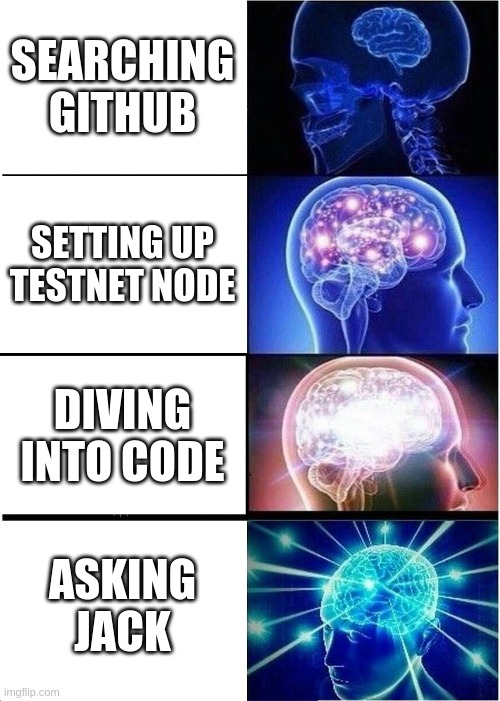 SEARCHING
GITHUB
SETTING UP
TESTNET NODE
DIVING
INTO CODE
ASKING
JACK
imgflip.com